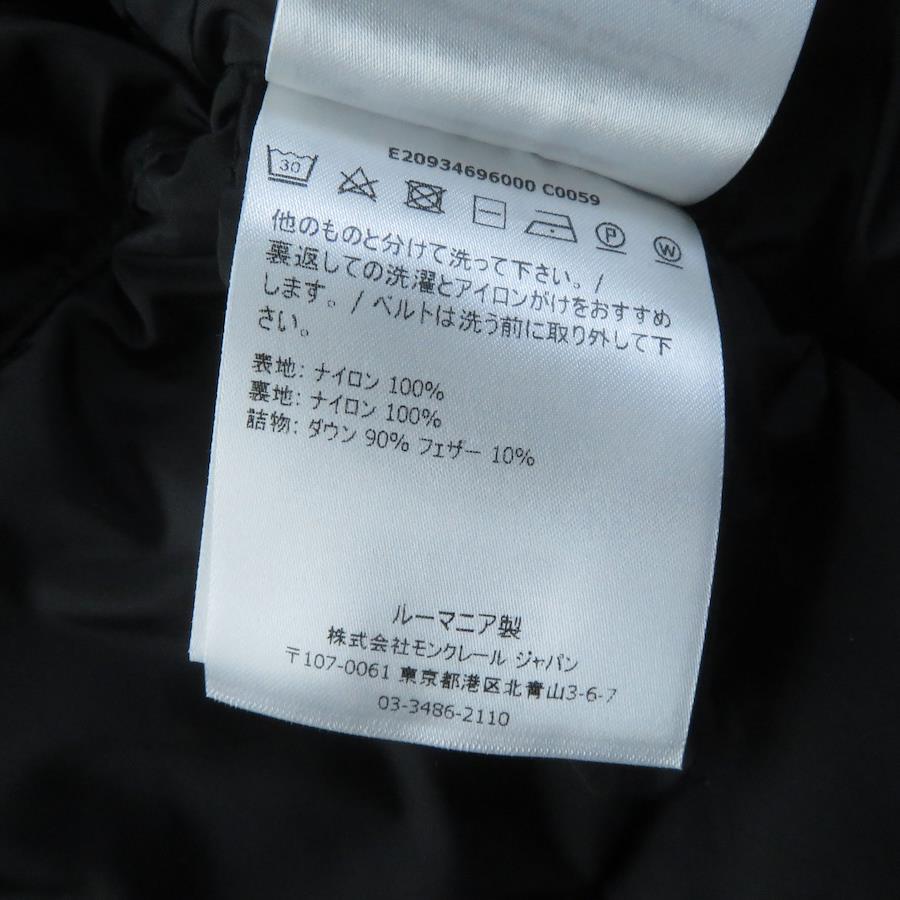 E20934696000 C0059
30
P
W
他のものと分けて洗って下さい。/
裏返しての洗濯とアイロンがけをおすすめ
します。/ ベルトは洗う前に取り外して下
さい。
表地: ナイロン 100%
裏地: ナイロン 100%
詰物: ダウン 90% フェザー 10%
ルーマニア製
株式会社モンクレール ジャパン
〒107-0061 東京都港区北青山3-6-7
03-3486-2110